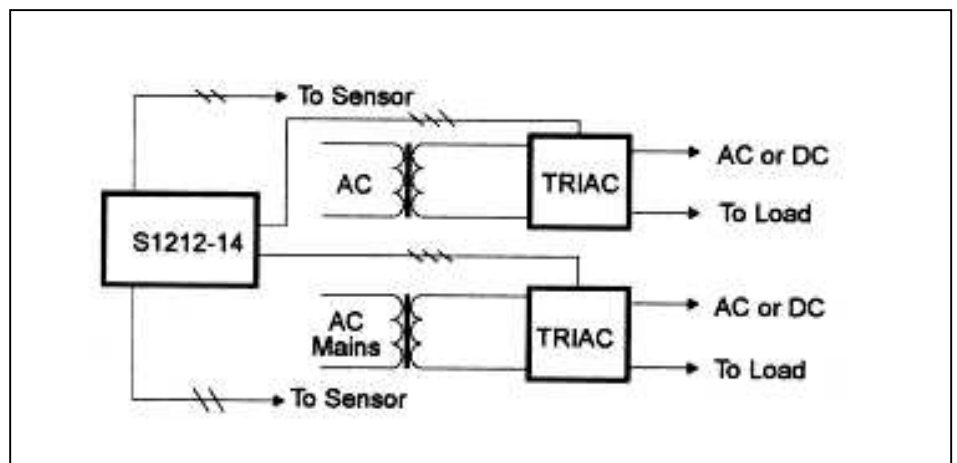 To Sensor
AC
TRIAC
AC or DC
To Load
S1212-14
AC
Mains
TRIAC
AC or DC
To Load
To Sensor